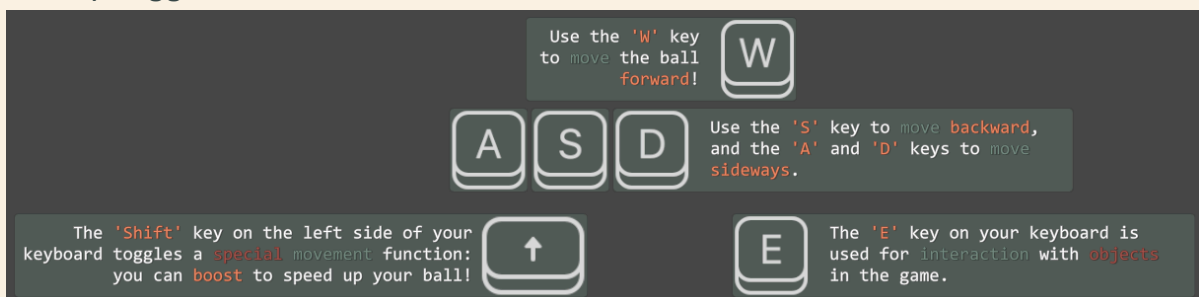 Use the 'W' key
to move the ball
forward!
W
A S D
Use the 'S' key to move backward,
and the 'A' and 'D' keys to move
sideways.
The 'Shift' key on the left side of your
keyboard toggles a special movement function:
you can boost to speed up your ball!
E
The 'E' key on your keyboard is
used for interaction with objects
in the game.